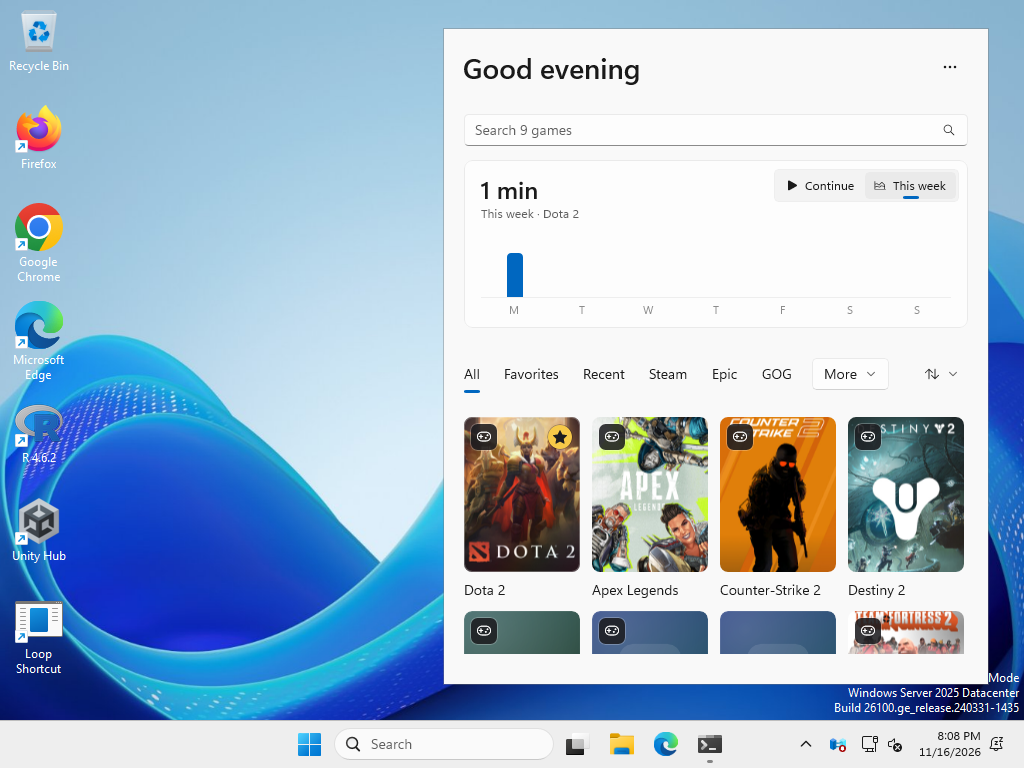 Recycle Bin
Firefox
Google
Chrome
Microsoft
Edge
R 4.6.2
Unity Hub
Loop
Shortcut
Good evening
Search 9 games
1 min
This week · Dota 2
Continue
This week
M T W T F S S
All Favorites Recent Steam Epic GOG More
DOTA 2
APEX
LEGENDS
COUNTER
STRIKE 2
DESTINY 2
Dota 2
Apex Legends
Counter-Strike 2
Destiny 2
TEAM FORTRESS 2
Mode
Windows Server 2025 Datacenter
Build 26100.ge_release.240331-1435
Search
8:08 PM
11/16/2026